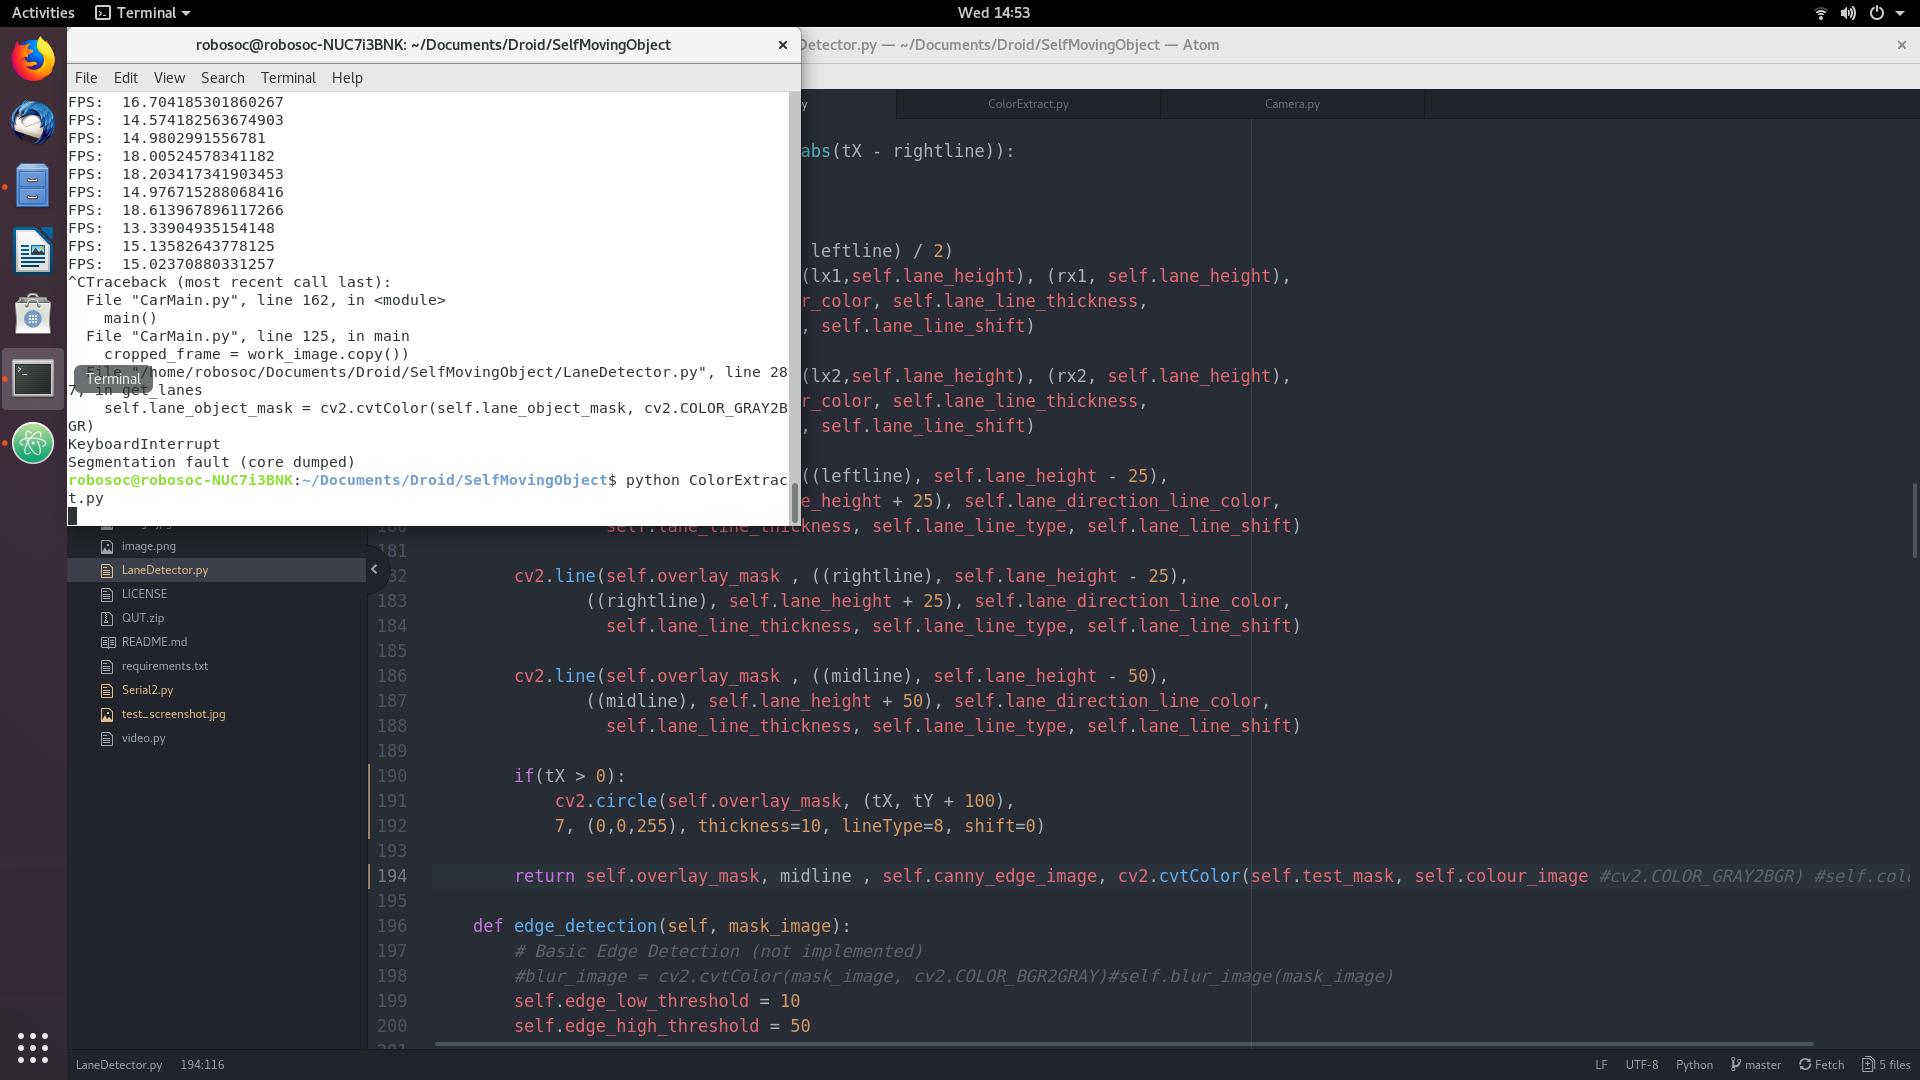 Activities Terminal Wed 14:53
robosoc@robosoc-NUC7i3BNK: ~/Documents/Droid/SelfMovingObject
Detector.py — ~/Documents/Droid/SelfMovingObject — Atom
File Edit View Search Terminal Help
FPS:  16.704185301860267
FPS:  14.574182563674903
FPS:  14.9802991556781
FPS:  18.00524578341182
FPS:  18.203417341903453
FPS:  14.976715288068416
FPS:  18.613967896117266
FPS:  13.33904935154148
FPS:  15.13582643778125
FPS:  15.02370880331257
^CTraceback (most recent call last):
  File "CarMain.py", line 162, in <module>
    main()
  File "CarMain.py", line 125, in main
    cropped_frame = work_image.copy())
  File "/home/robosoc/Documents/Droid/SelfMovingObject/LaneDetector.py", line 28
7, in get_lanes
    self.lane_object_mask = cv2.cvtColor(self.lane_object_mask, cv2.COLOR_GRAY2B
GR)
KeyboardInterrupt
Segmentation fault (core dumped)
robosoc@robosoc-NUC7i3BNK:~/Documents/Droid/SelfMovingObject$ python ColorExtrac
t.py
Terminal
y ColorExtract.py Camera.py
abs(tX - rightline)):
leftline) / 2)
(lx1,self.lane_height), (rx1, self.lane_height),
r_color, self.lane_line_thickness,
, self.lane_line_shift)
(lx2,self.lane_height), (rx2, self.lane_height),
r_color, self.lane_line_thickness,
, self.lane_line_shift)
((leftline), self.lane_height - 25),
e_height + 25), self.lane_direction_line_color,
180 self.lane_line_thickness, self.lane_line_type, self.lane_line_shift)
181
182 cv2.line(self.overlay_mask , ((rightline), self.lane_height - 25),
183 ((rightline), self.lane_height + 25), self.lane_direction_line_color,
184 self.lane_line_thickness, self.lane_line_type, self.lane_line_shift)
185
186 cv2.line(self.overlay_mask , ((midline), self.lane_height - 50),
187 ((midline), self.lane_height + 50), self.lane_direction_line_color,
188 self.lane_line_thickness, self.lane_line_type, self.lane_line_shift)
189
190 if(tX > 0):
191 cv2.circle(self.overlay_mask, (tX, tY + 100),
192 7, (0,0,255), thickness=10, lineType=8, shift=0)
193
194 return self.overlay_mask, midline , self.canny_edge_image, cv2.cvtColor(self.test_mask, self.colour_image #cv2.COLOR_GRAY2BGR) #self.col
195
196 def edge_detection(self, mask_image):
197 # Basic Edge Detection (not implemented)
198 #blur_image = cv2.cvtColor(mask_image, cv2.COLOR_BGR2GRAY)#self.blur_image(mask_image)
199 self.edge_low_threshold = 10
200 self.edge_high_threshold = 50
image.png
LaneDetector.py
LICENSE
QUT.zip
README.md
requirements.txt
Serial2.py
test_screenshot.jpg
video.py
LaneDetector.py 194:116 LF UTF-8 Python master Fetch 5 files